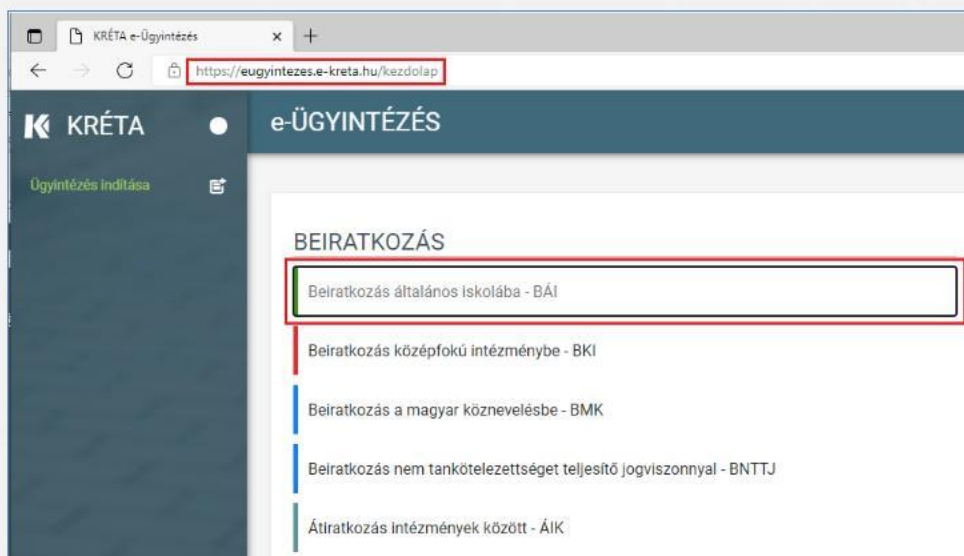 KRÉTA e-Ügyintézés
https://eugyintezes.e-kreta.hu/kezdolap
KRÉTA
e-ÜGYINTÉZÉS
Ügyintézés indítása
BEIRATKOZÁS
Beiratkozás általános iskolába - BÁI
Beiratkozás középfokú intézménybe - BKI
Beiratkozás a magyar köznevelésbe - BMK
Beiratkozás nem tankötelezettséget teljesítő jogviszonnyal - BNTTJ
Átiratkozás intézmények között - ÁIK